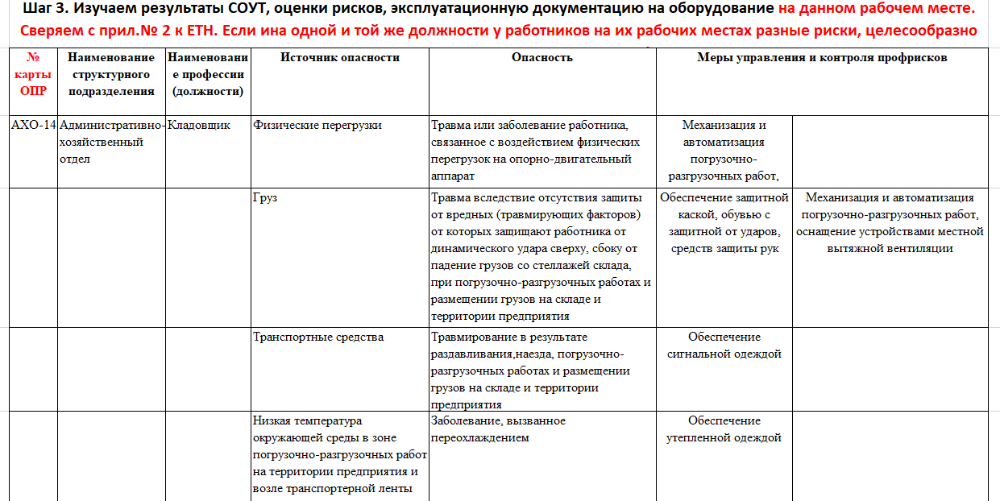 Шаг 3. Изучаем результаты СОУТ, оценки рисков, эксплуатационную документацию на оборудование на данном рабочем месте.
Сверяем с прил.№ 2 к ЕТН. Если ина одной и той же должности у работников на их рабочих местах разные риски, целесообразно
№
карты
ОПР
Наименование
структурного
подразделения
Наименовани
е профессии
(должности)
Источник опасности
Опасность
Меры управления и контроля профрисков
АХО-14
Административно-
хозяйственный
отдел
Кладовщик
Физические перегрузки
Травма или заболевание работника,
связанное с воздействием физических
перегрузок на опорно-двигательный
аппарат
Механизация и
автоматизация
погрузочно-
разгрузочных работ,
Груз
Травма вследствие отсутствия защиты
от вредных (травмирующих факторов)
от которых защищают работника от
динамического удара сверху, сбоку от
падение грузов со стеллажей склада,
при погрузочно-разгрузочных работах и
размещении грузов на складе и
территории предприятия
Обеспечение защитной
каской, обувью с
защитной от ударов,
средств защиты рук
Механизация и автоматизация
погрузочно-разгрузочных работ,
оснащение устройствами местной
вытяжной вентиляции
Транспортные средства
Травмирование в результате
раздавливания,наезда, погрузочно-
разгрузочных работах и размещении
грузов на складе и территории
предприятия
Обеспечение
сигнальной одеждой
Низкая температура
окружающей среды в зоне
погрузочно-разгрузочных работ
на территории предприятия и
возле транспортерной ленты
Заболевание, вызванное
переохлаждением
Обеспечение
утепленной одеждой